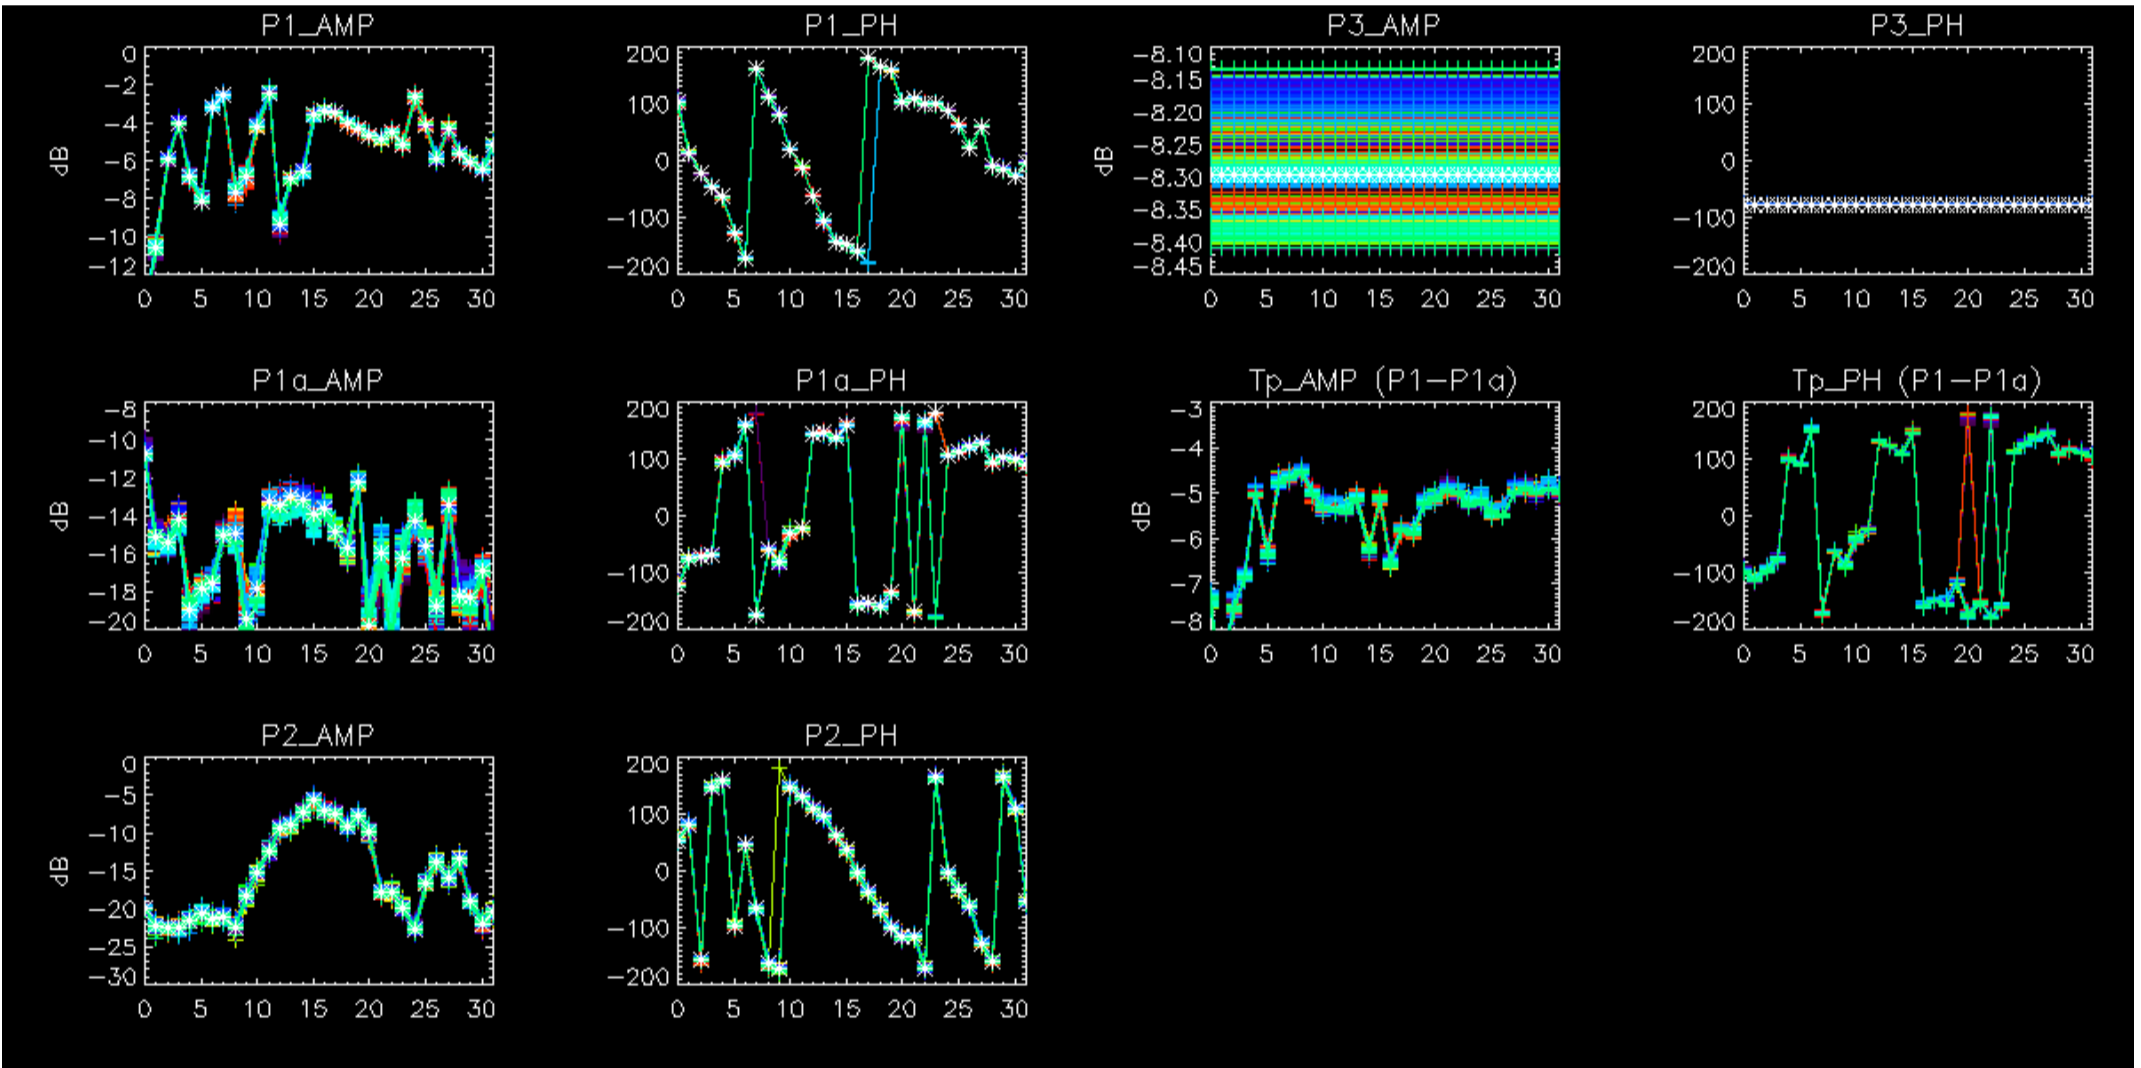 P1_AMP
dB
0
−2
−4
−6
−8
−10
−12
0 5 10 15 20 25 30
P1_PH
200
100
0
−100
−200
0 5 10 15 20 25 30
P3_AMP
dB
−8.10
−8.15
−8.20
−8.25
−8.30
−8.35
−8.40
−8.45
0 5 10 15 20 25 30
P3_PH
200
100
0
−100
−200
0 5 10 15 20 25 30
P1a_AMP
dB
−8
−10
−12
−14
−16
−18
−20
0 5 10 15 20 25 30
P1a_PH
200
100
0
−100
−200
0 5 10 15 20 25 30
Tp_AMP (P1−P1a)
dB
−3
−4
−5
−6
−7
−8
0 5 10 15 20 25 30
Tp_PH (P1−P1a)
200
100
0
−100
−200
0 5 10 15 20 25 30
P2_AMP
dB
0
−5
−10
−15
−20
−25
−30
0 5 10 15 20 25 30
P2_PH
200
100
0
−100
−200
0 5 10 15 20 25 30